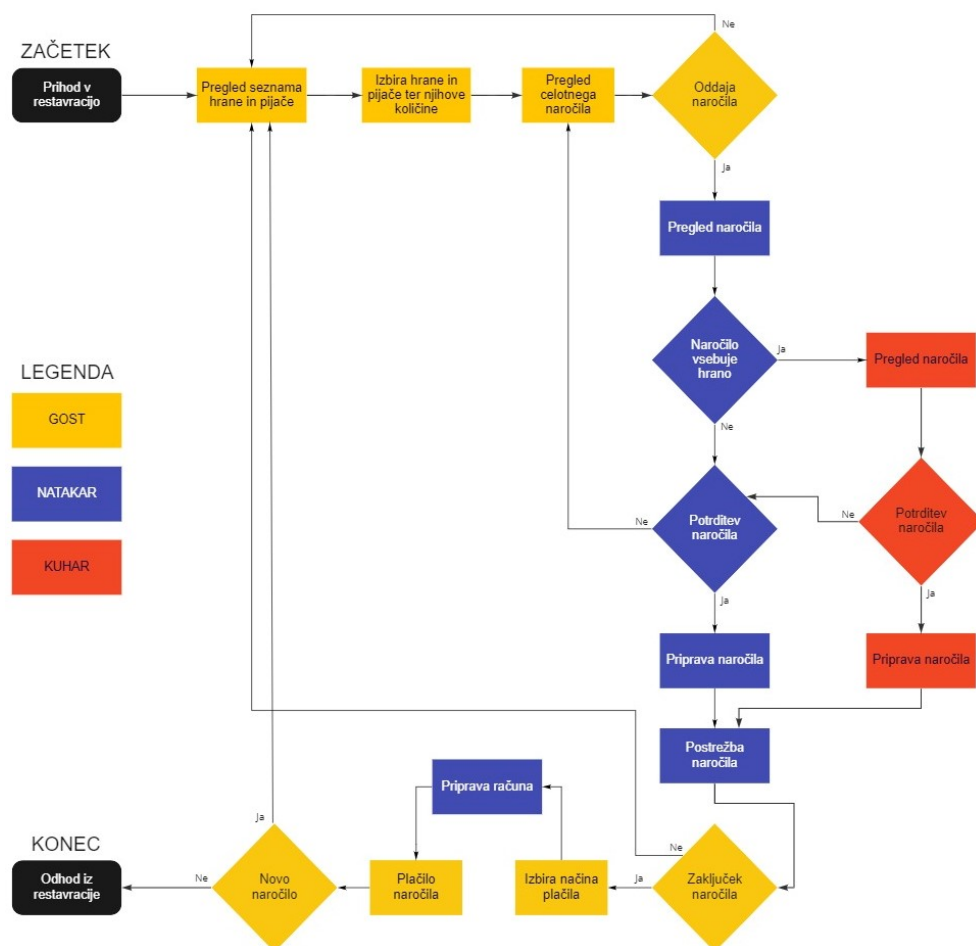 Ne
ZAČETEK
Prihod v
restavracijo
Pregled seznama
hrane in pijače
Izbira hrane in
pijače ter njihove
količine
Pregled
celotnega
naročila
Oddaja
naročila
Ja
Pregled naročila
Naročilo
vsebuje
hrano
Ja
Pregled naročila
LEGENDA
GOST
Ne
NATAKAR
Ne
Potrditev
naročila
Ne
Potrditev
naročila
KUHAR
Ja
Ja
Priprava naročila
Priprava naročila
Postrežba
naročila
Priprava računa
Ja
Ne
KONEC
Odhod iz
restavracije
Ne
Novo
naročilo
Plačilo
naročila
Izbira načina
plačila
Ja
Zaključek
naročila